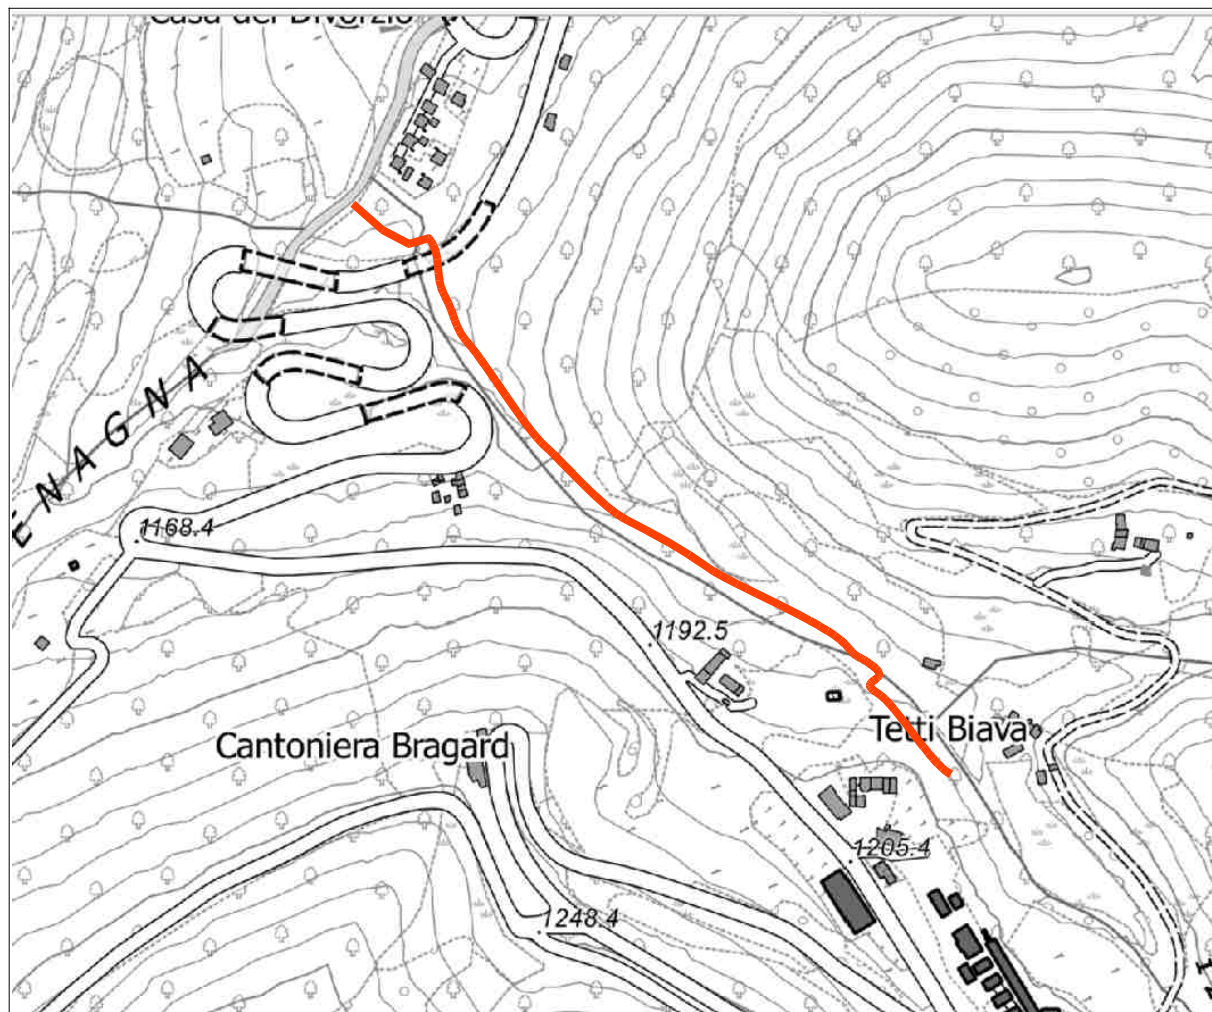 Casa del Divorzio
ENAGNA
1168.4
1192.5
Tetti Biava
Cantoniera Bragard
1205.4
1248.4